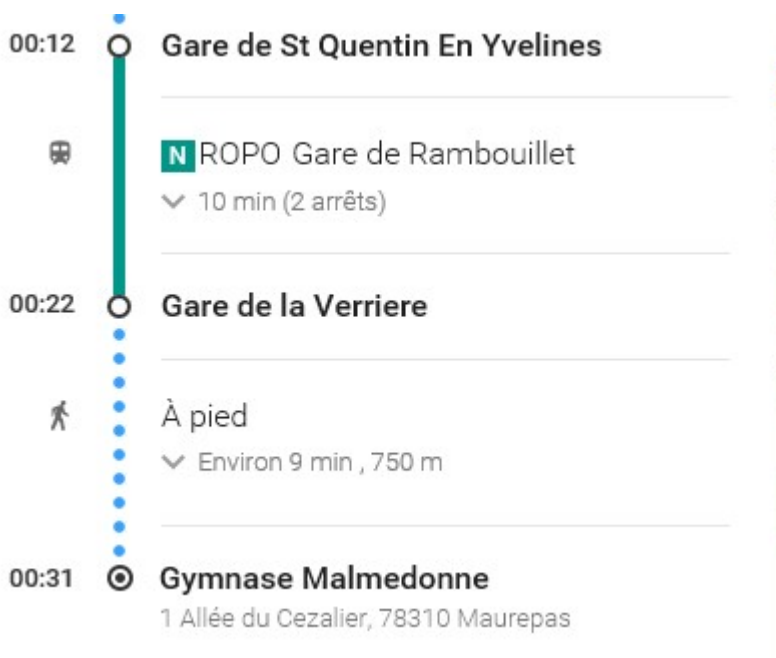 00:12 Gare de St Quentin En Yvelines
N ROPO Gare de Rambouillet
10 min (2 arrêts)
00:22 Gare de la Verriere
À pied
Environ 9 min , 750 m
00:31 Gymnase Malmedonne
1 Allée du Cezalier, 78310 Maurepas